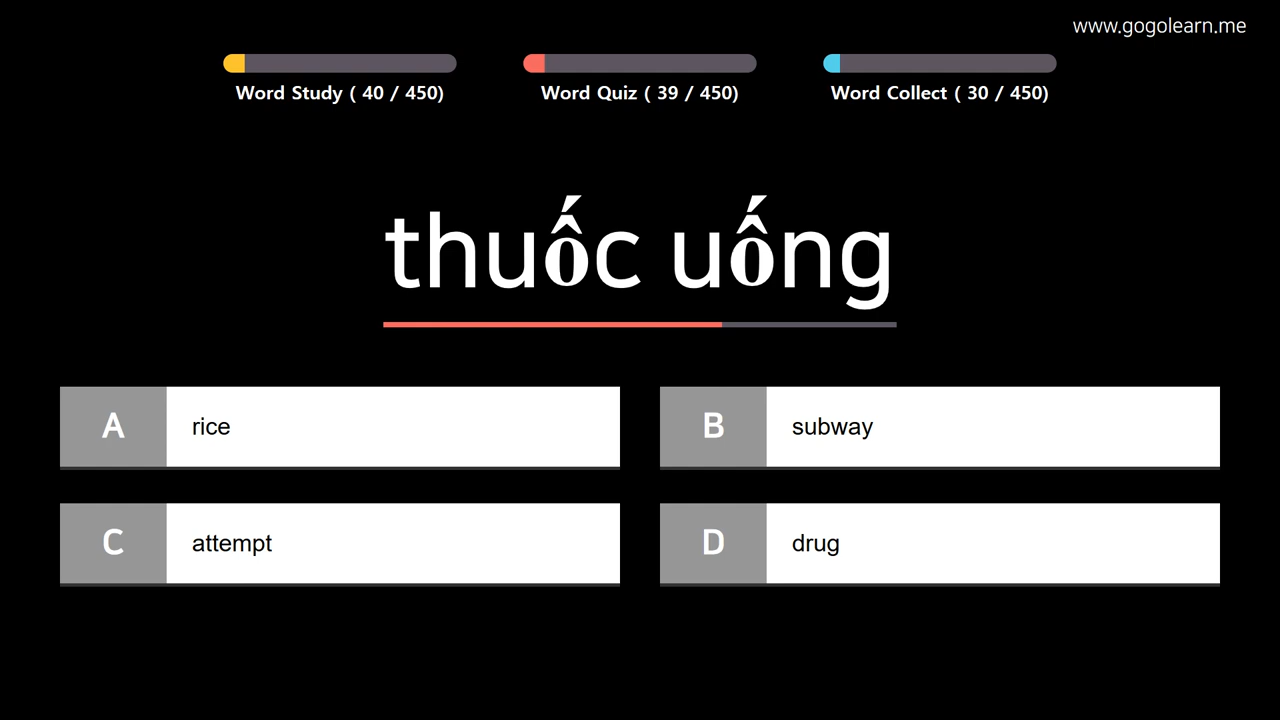 www.gogolearn.me
Word Study ( 40 / 450)
Word Quiz ( 39 / 450)
Word Collect ( 30 / 450)
thuốc uống
A rice
B subway
C attempt
D drug